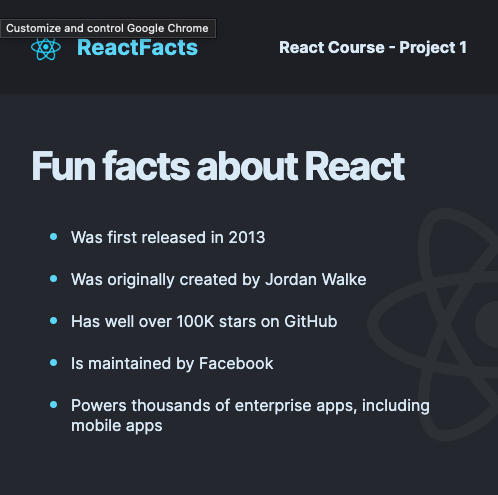 Customize and control Google Chrome
ReactFacts
React Course - Project 1
Fun facts about React
Was first released in 2013
Was originally created by Jordan Walke
Has well over 100K stars on GitHub
Is maintained by Facebook
Powers thousands of enterprise apps, including
mobile apps